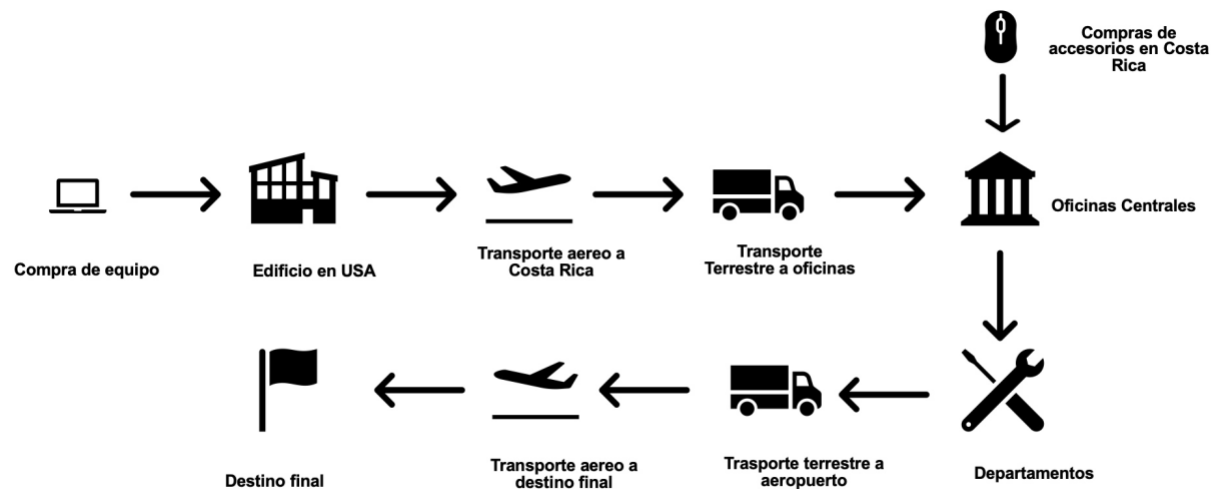 Compras de
accesorios en Costa
Rica
Oficinas Centrales
Compra de equipo
Edificio en USA
Transporte aereo a
Costa Rica
Transporte
Terrestre a oficinas
Departamentos
Trasporte terrestre a
aeropuerto
Transporte aereo a
destino final
Destino final